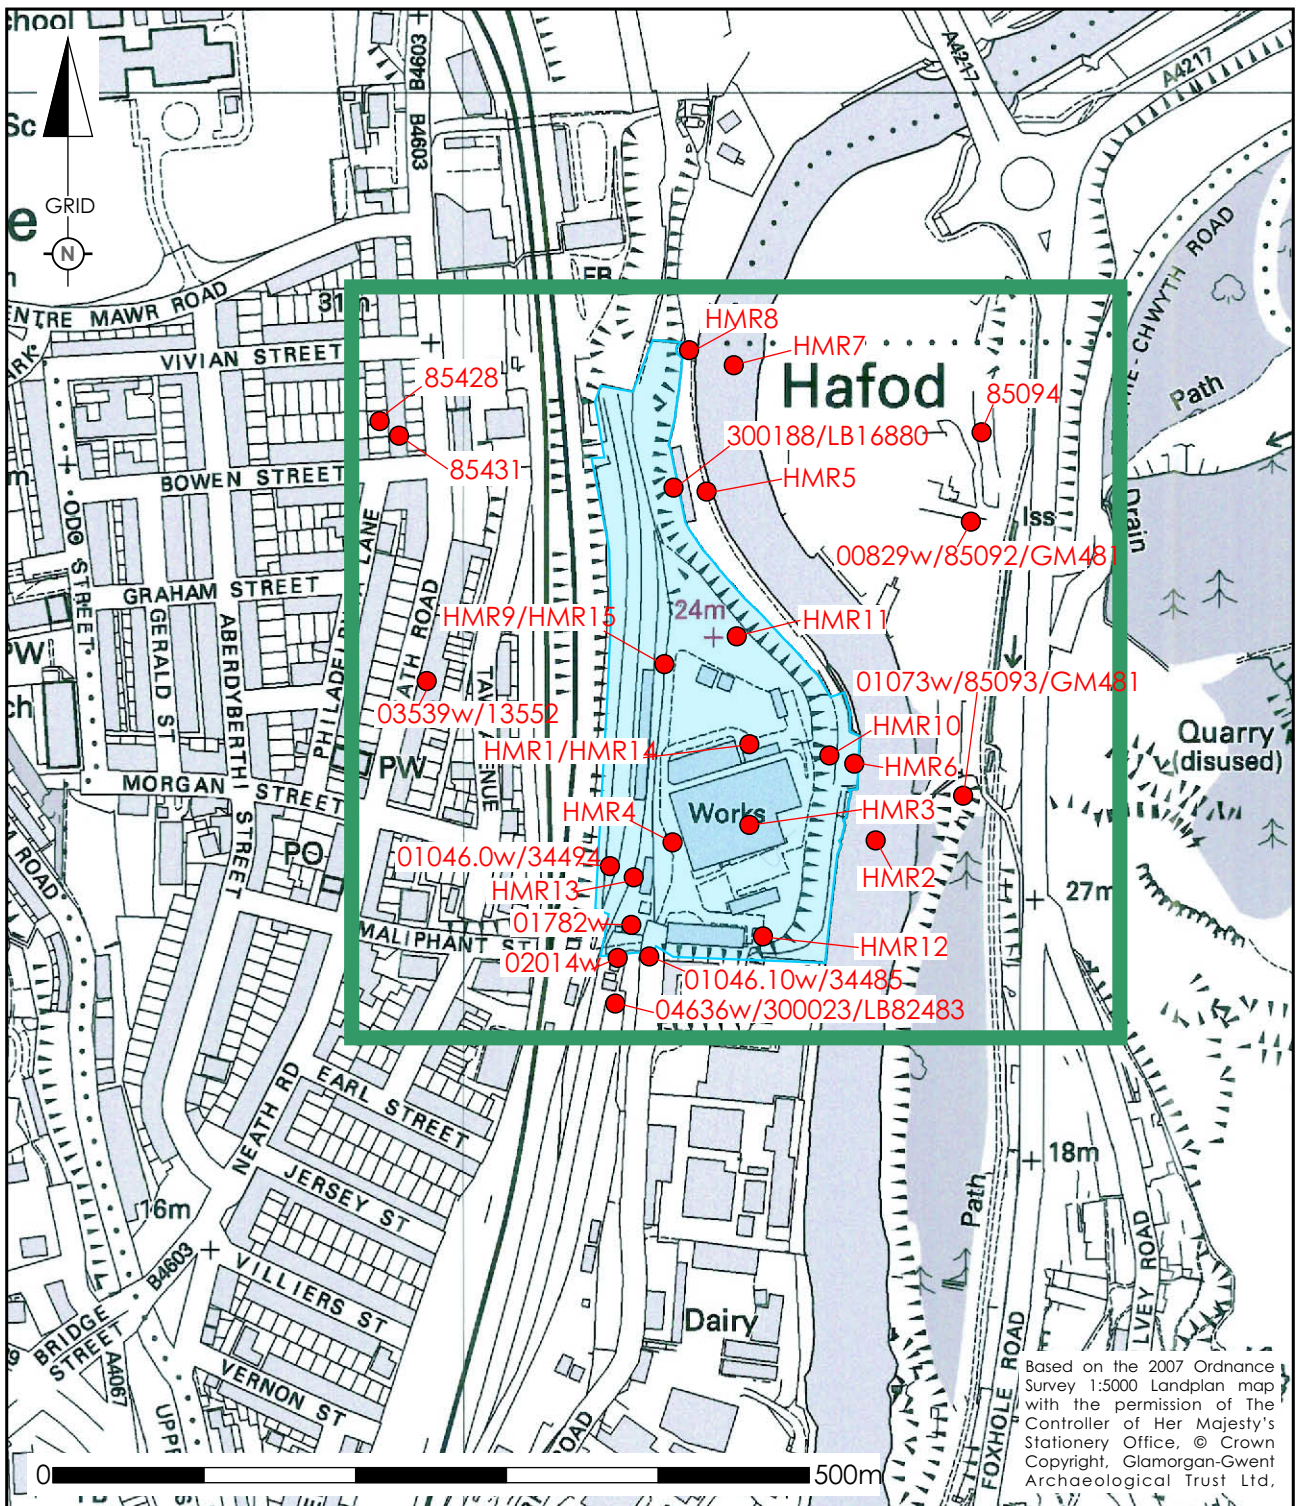 chool
Sc
e
GRID
N
B4603
B4603
A4217
A4217
ROAD
CHWYTH
Path
ENTRE MAWR ROAD
31m
FB
VIVIAN STREET
HMR8
HMR7
Hafod
85428
85094
300188/LB16880
85431
BOWEN STREET
HMR5
Drain
Iss
00829w/85092/GM481
ODO STREET
LANE
GRAHAM STREET
GERALD ST
ABERDYBERTHI STREET
24m
HMR9/HMR15
HMR11
PW
ch
01073w/85093/GM481
03539w/13552
HMR10
Quarry
(disused)
HMR1/HMR14
HMR6
PW
MORGAN STREET
Works
HMR3
HMR4
PO
01046.0w/34494
HMR2
HMR13
27m
01782w
MALIPHANT ST
HMR12
02014w
01046.10w/34485
04636w/300023/LB82483
ROAD
EARL STREET
NEATH RD
JERSEY ST
18m
16m
Path
B4603
VILLIERS ST
BRIDGE
STREET
A4067
VERNON ST
UPP
Dairy
LVEY ROAD
FOXHOLE ROAD
OAD
Based on the 2007 Ordnance
Survey 1:5000 Landplan map
with the permission of The
Controller of Her Majesty's
Stationery Office, © Crown
Copyright, Glamorgan-Gwent
Archaeological Trust Ltd,
0
500m